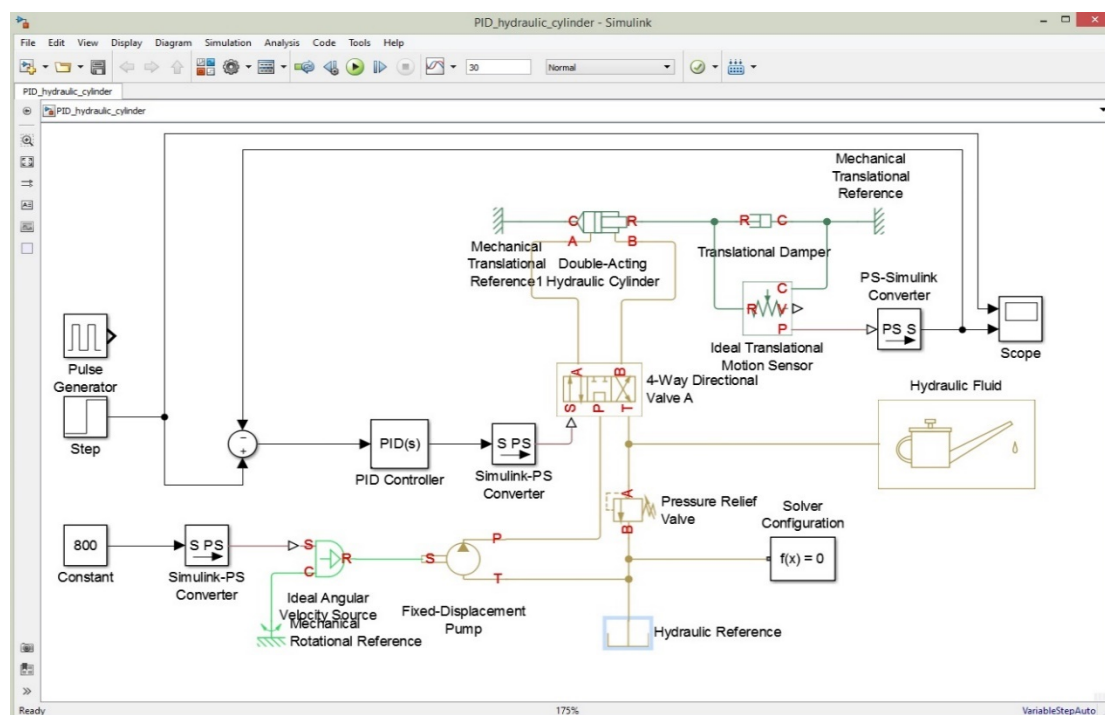 PID_hydraulic_cylinder - Simulink
File Edit View Display Diagram Simulation Analysis Code Tools Help
30 Normal
PID_hydraulic_cylinder
PID_hydraulic_cylinder
Mechanical
Translational
Reference
C R
A B
R C
Mechanical
Translational
Reference1
Double-Acting
Hydraulic Cylinder
Translational Damper
C
R V
P
Ideal Translational
Motion Sensor
PS-Simulink
Converter
PS S
Scope
Pulse
Generator
Step
A B
S P T
4-Way Directional
Valve A
Hydraulic Fluid
PID(s)
PID Controller
S PS
Simulink-PS
Converter
A
B
Pressure Relief
Valve
Solver
Configuration
f(x) = 0
800
Constant
S PS
Simulink-PS
Converter
S
R
C
Ideal Angular
Velocity Source
Mechanical
Rotational Reference
S
P
T
Fixed-Displacement
Pump
Hydraulic Reference
Ready 175% VariableStepAuto